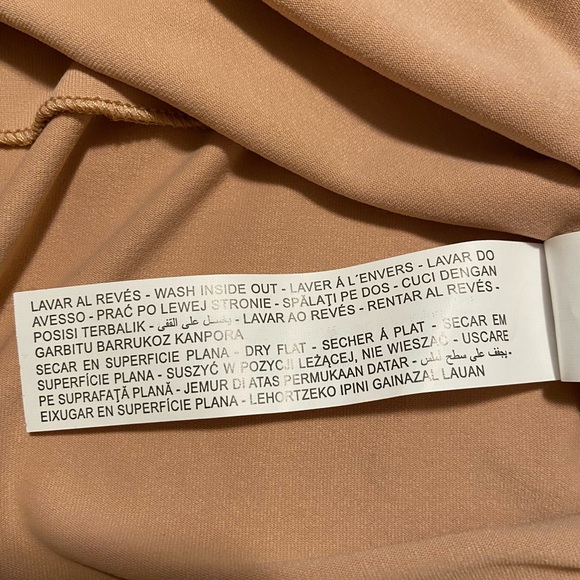 LAVAR AL REVÉS - WASH INSIDE OUT - LAVER Á L´ENVERS - LAVAR DO
AVESSO - PRAĆ PO LEWEJ STRONIE - SPĂLAŢI PE DOS - CUCI DENGAN
POSISI TERBALIK - يغسل على القفى - LAVAR AO REVÉS - RENTAR AL REVÉS -
GARBITU BARRUKOZ KANPORA
SECAR EN SUPERFICIE PLANA - DRY FLAT - SECHER Á PLAT - SECAR EM
SUPERFÍCIE PLANA - SUSZYĆ W POZYCJI LEŻĄCEJ, NIE WIESZAĆ - USCARE
PE SUPRAFAŢĂ PLANĂ - JEMUR DI ATAS PERMUKAAN DATAR - يجفف على سطح أملس -
EIXUGAR EN SUPERFÍCIE PLANA - LEHORTZEKO IPINI GAINAZAL LAUAN